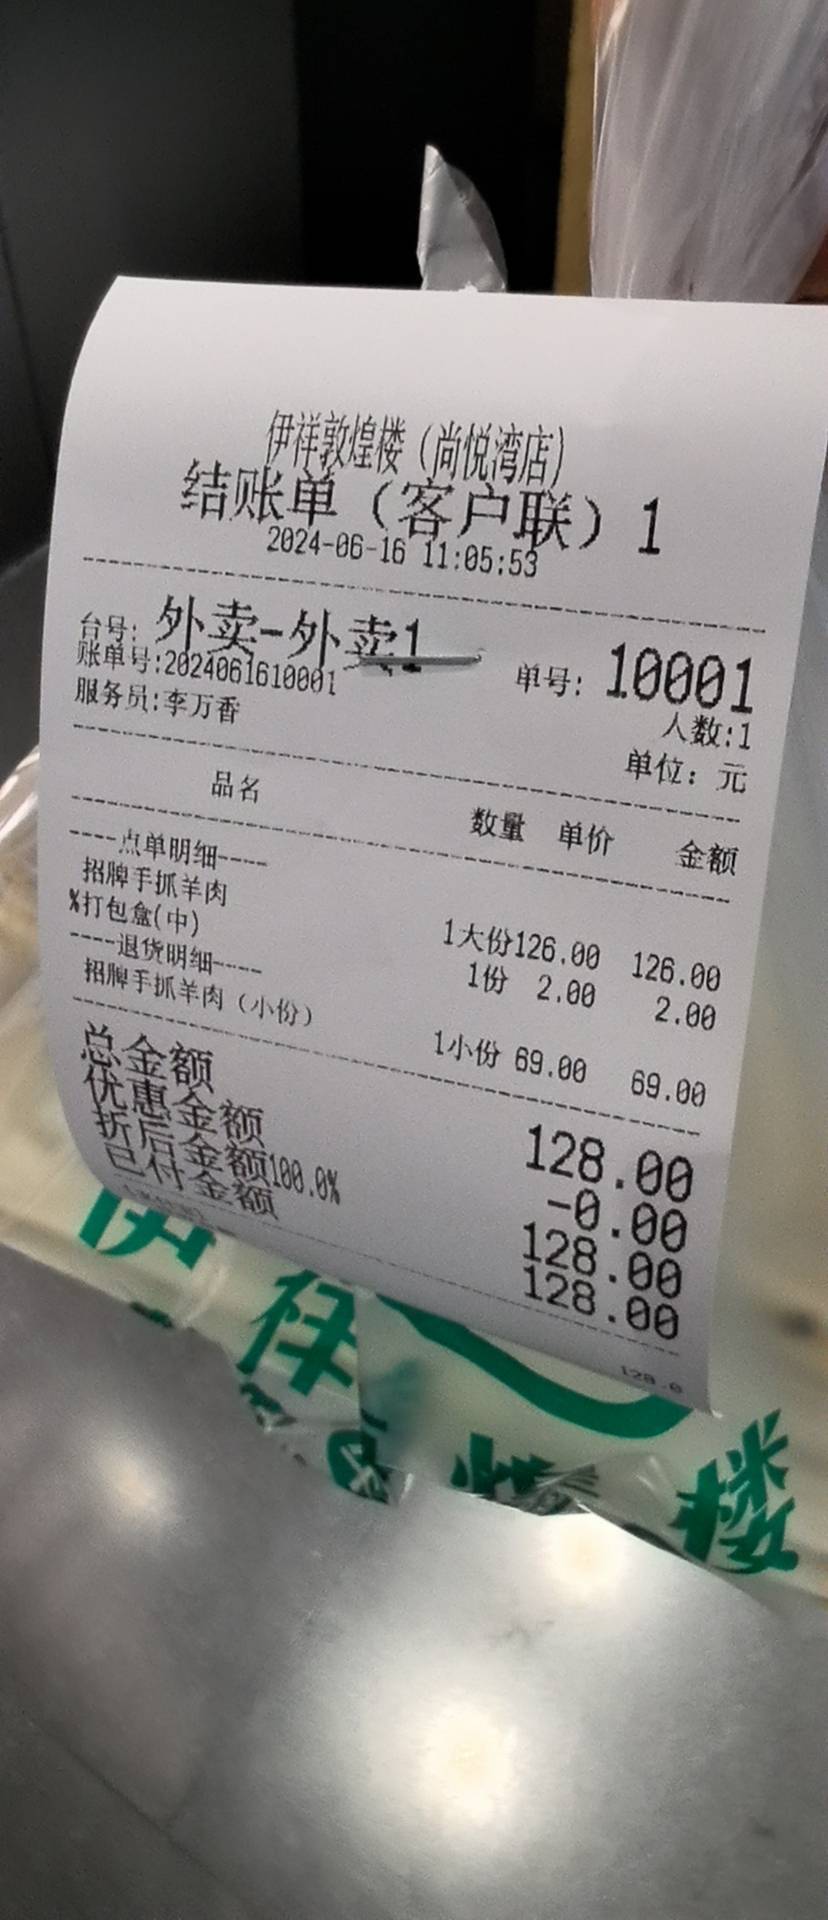 伊祥敦煌楼（尚悦湾店）
结账单（客户联）1
2024-06-16 11:05:53
台号: 外卖-外卖1 单号: 10001
账单号:2024061610001 人数:1
服务员:李万香 单位: 元
品名 数量 单价 金额
----点单明细----
招牌手抓羊肉 1大份 126.00 126.00
%打包盒(中) 1份 2.00 2.00
----退货明细----
招牌手抓羊肉（小份） 1小份 69.00 69.00
总金额 128.00
优惠金额 -0.00
折后金额100.0% 128.00
已付金额 128.00
128.0
伊祥
楼